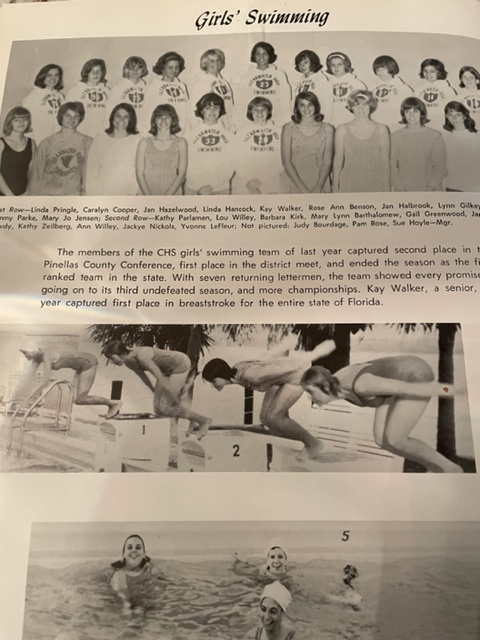 Girls' Swimming
CLEARWATER
33
SWIMMING
Row—Linda Pringle, Caralyn Cooper, Jan Hazelwood, Linda Hancock, Kay Walker, Rose Ann Benson, Jan Halbrook, Lynn Gilkey
Parke, Mary Jo Jensen; Second Row—Kathy Parlamen, Lou Willey, Barbara Kirk, Mary Lynn Barthalomew, Gail Greenwood,
Kathy Zeilberg, Ann Willey, Jackye Nickols, Yvonne LeFleur; Not pictured: Judy Bourdage, Pam Rose, Sue Hoyle—Mgr.
The members of the CHS girls' swimming team of last year captured second place in
Pinellas County Conference, first place in the district meet, and ended the season as the
ranked team in the state. With seven returning lettermen, the team showed every
going on to its third undefeated season, and more championships. Kay Walker, a senior,
year captured first place in breaststroke for the entire state of Florida.
1
2
5